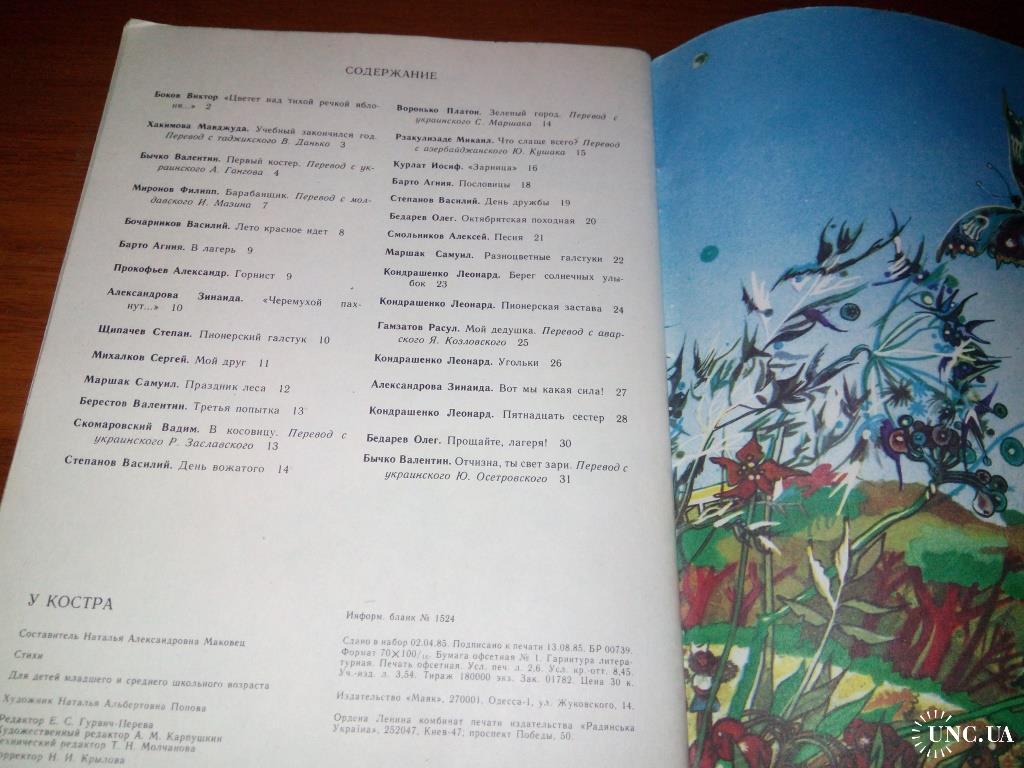 СОДЕРЖАНИЕ
Боков Виктор «Цветет над тихой речкой ябло-
ня...» 2
Хакимова Мавджуда. Учебный закончился год.
Перевод с таджикского В. Данько 3
Бычко Валентин. Первый костер. Перевод с ук-
раинского А. Гангова 4
Миронов Филипп. Барабанщик. Перевод с мол-
давского И. Мазина 7
Бочарников Василий. Лето красное идет 8
Барто Агния. В лагерь 9
Прокофьев Александр. Горнист 9
Александрова Зинаида. «Черемухой пах-
нут...» 10
Щипачев Степан. Пионерский галстук 10
Михалков Сергей. Мой друг 11
Маршак Самуил. Праздник леса 12
Берестов Валентин. Третья попытка 13
Скомаровский Вадим. В косовицу. Перевод с
украинского Р. Заславского 13
Степанов Василий. День вожатого 14
Воронько Платон. Зеленый город. Перевод с
украинского С. Маршака 14
Рзакулизаде Микаил. Что слаще всего? Перевод
с азербайджанского Ю. Кушака 15
Курлат Иосиф. «Зарница» 16
Барто Агния. Пословицы 18
Степанов Василий. День дружбы 19
Бедарев Олег. Октябрятская походная 20
Смольников Алексей. Песня 21
Маршак Самуил. Разноцветные галстуки 22
Кондрашенко Леонард. Берег солнечных улы-
бок 23
Кондрашенко Леонард. Пионерская застава 24
Гамзатов Расул. Мой дедушка. Перевод с авар-
ского Я. Козловского 25
Кондрашенко Леонард. Угольки 26
Александрова Зинаида. Вот мы какая сила! 27
Кондрашенко Леонард. Пятнадцать сестер 28
Бедарев Олег. Прощайте, лагеря! 30
Бычко Валентин. Отчизна, ты свет зари. Перевод с
украинского Ю. Осетровского 31
У КОСТРА
Составитель Наталья Александровна Маковец
Стихи
Для детей младшего и среднего школьного возраста
Художник Наталья Альбертовна Попова
Редактор Е. С. Гурвич-Перева
Художественный редактор А. М. Карпушкин
Технический редактор Т. Н. Молчанова
Корректор Н. И. Крылова
Информ. бланк № 1524
Сдано в набор 02.04.85. Подписано к печати 13.08.85. БР 00739.
Формат 70×100/16. Бумага офсетная № 1. Гарнитура литера-
турная. Печать офсетная. Усл. печ л. 2,6. Усл. кр.-отт. 8,45.
Уч.-изд. л. 3,54. Тираж 180000 экз. Зак. 01782. Цена 30 к.
Издательство «Маяк», 270001, Одесса-1, ул. Жуковского, 14.
Ордена Ленина комбинат печати издательства «Радянська
Україна», 252047, Киев-47, проспект Победы, 50.
UNC.UA